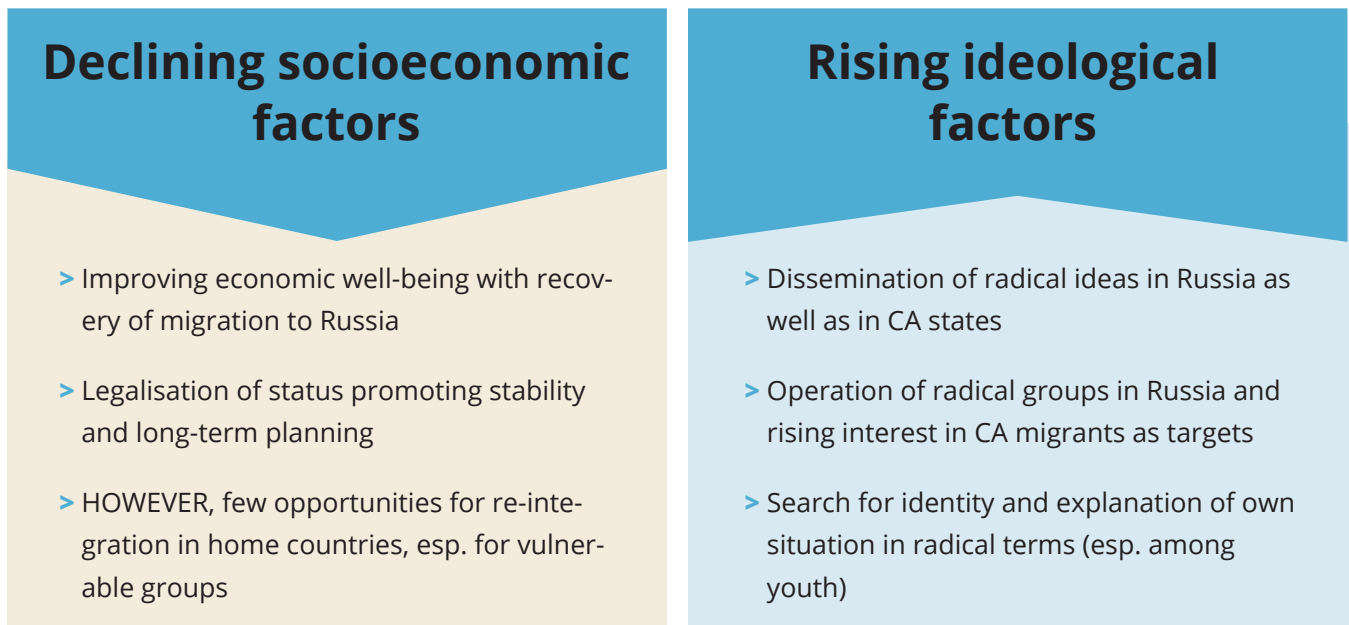 Declining socioeconomic
factors
> Improving economic well-being with recov-
ery of migration to Russia
> Legalisation of status promoting stability
and long-term planning
> HOWEVER, few opportunities for re-inte-
gration in home countries, esp. for vulner-
able groups
Rising ideological
factors
> Dissemination of radical ideas in Russia as
well as in CA states
> Operation of radical groups in Russia and
rising interest in CA migrants as targets
> Search for identity and explanation of own
situation in radical terms (esp. among
youth)